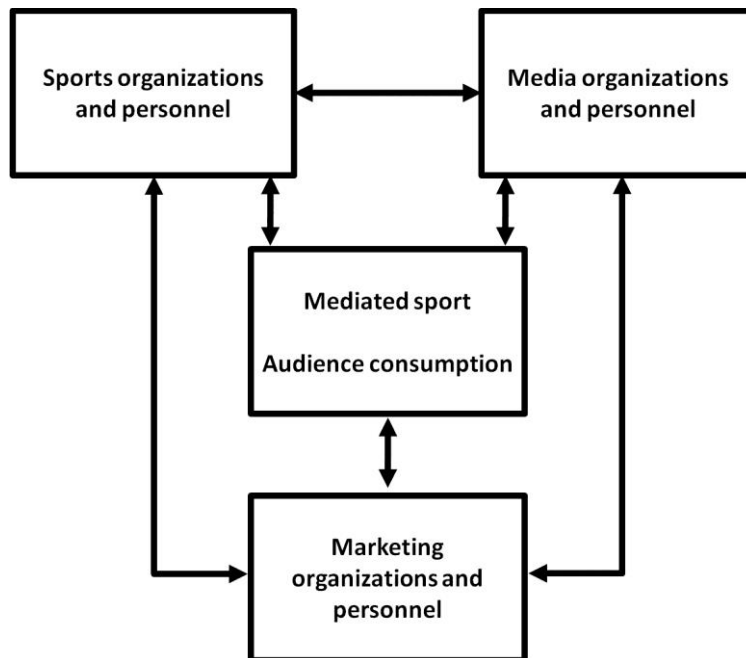 Sports organizations
and personnel
Media organizations
and personnel
Mediated sport
Audience consumption
Marketing
organizations and
personnel